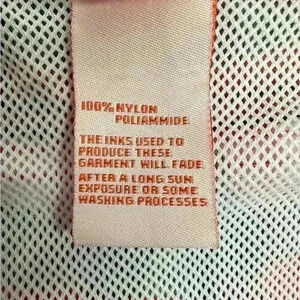 100% NYLON
POLIAMMIDE
THE INKS USED TO
PRODUCE THESE
GARMENT WILL FADE
AFTER A LONG SUN
EXPOSURE OR SOME
WASHING PROCESSES